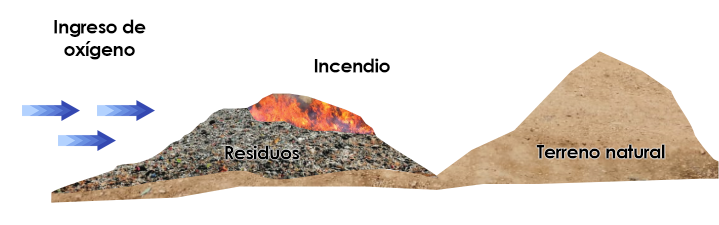 Ingreso de
oxígeno
Incendio
Residuos
Terreno natural